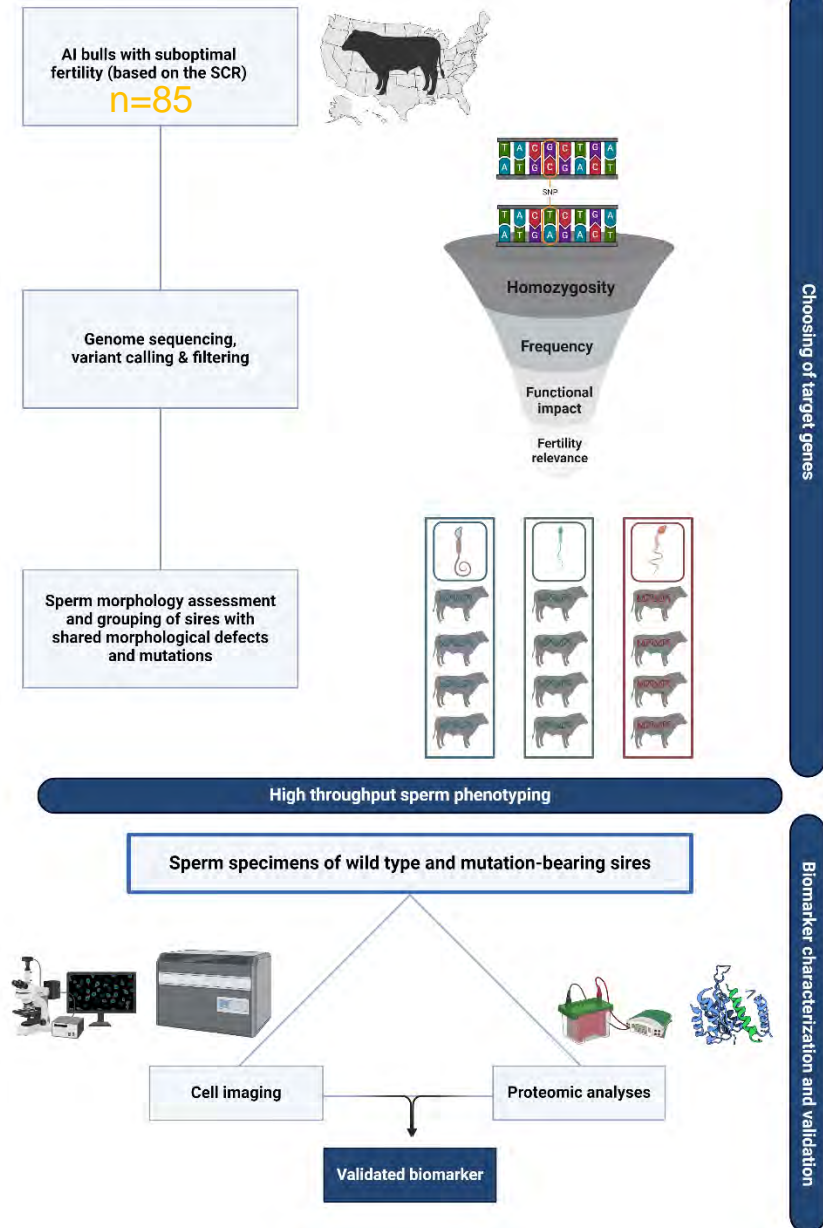 AI bulls with suboptimal
fertility (based on the SCR)
n=85
T A C G C T G A
A T G C G A C T
SNP
T A C T C T G A
A T G A G A C T
Homozygosity
Frequency
Functional
impact
Fertility
relevance
Genome sequencing,
variant calling & filtering
Sperm morphology assessment
and grouping of sires with
shared morphological defects
and mutations
Choosing of target genes
High throughput sperm phenotyping
Sperm specimens of wild type and mutation-bearing sires
Cell imaging
Proteomic analyses
Validated biomarker
Biomarker characterization and validation